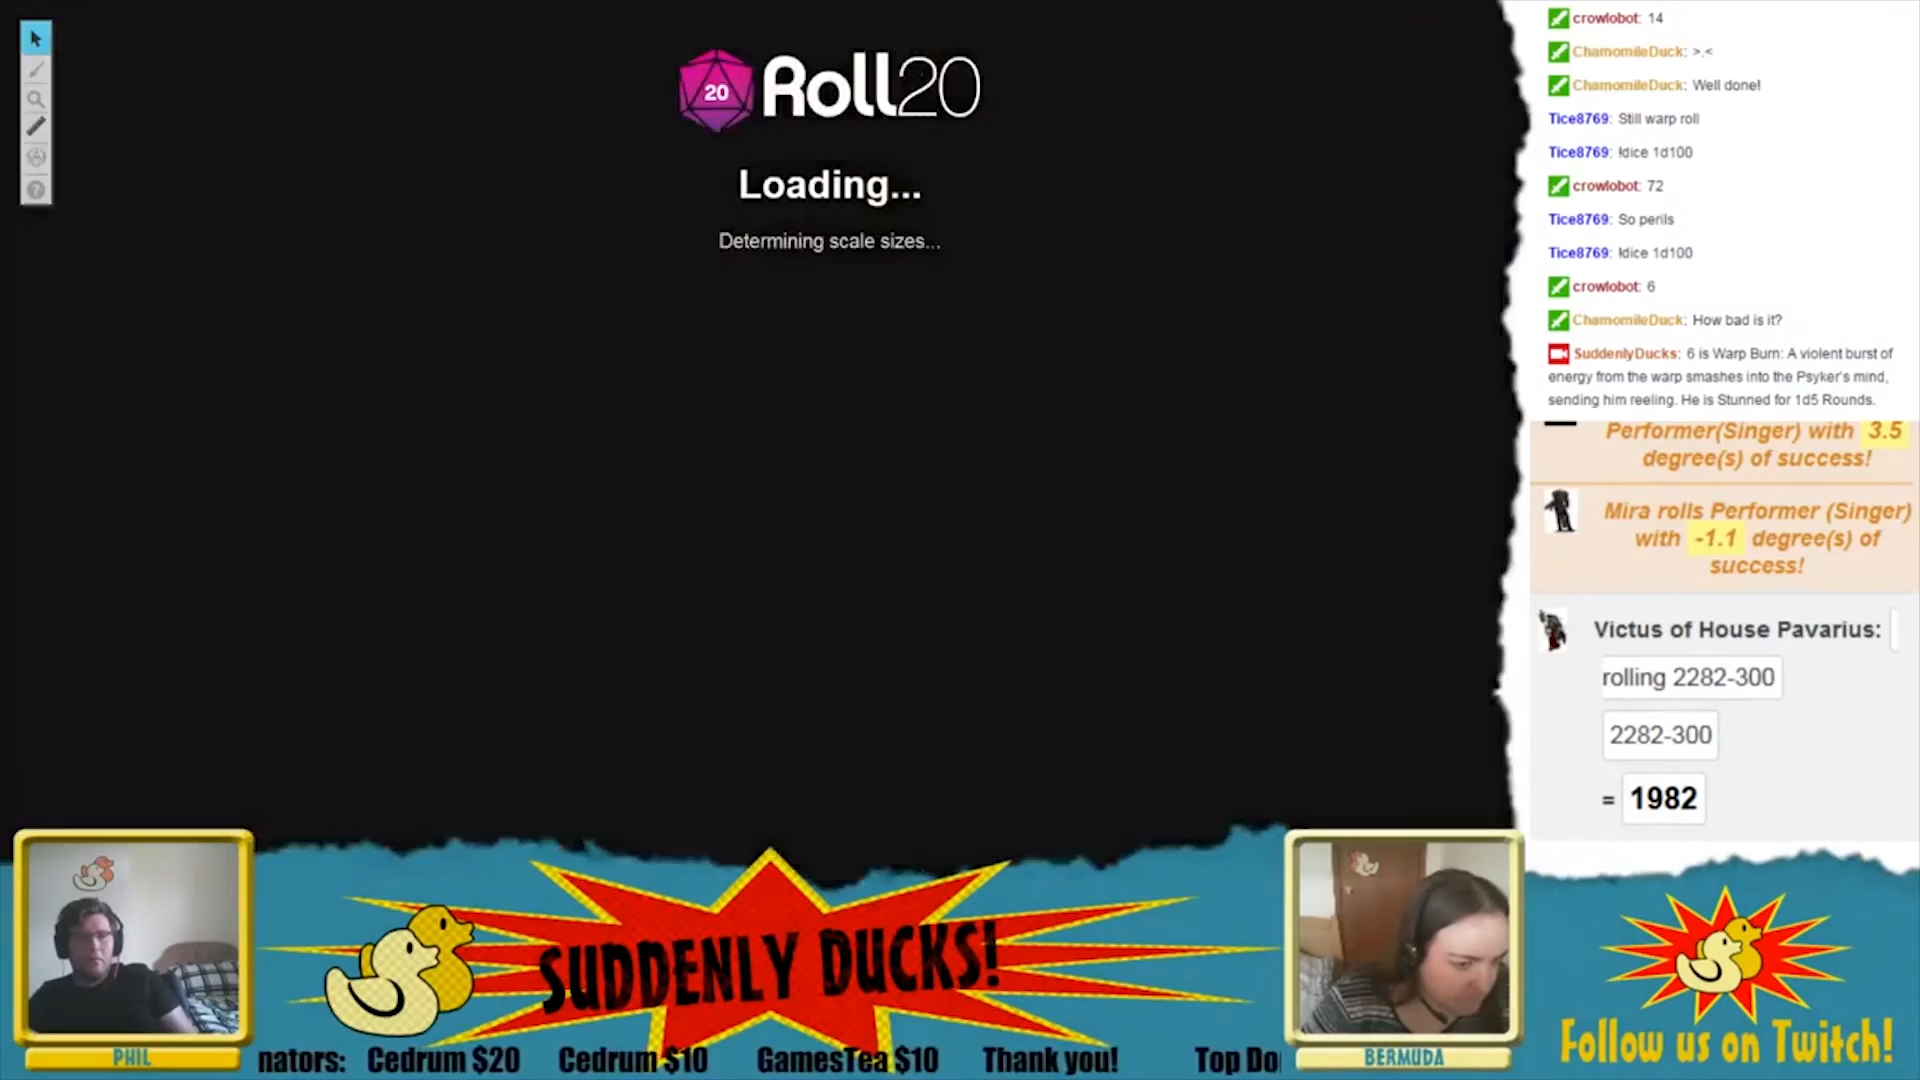 20 Roll20
Loading...
Determining scale sizes...
crowlobot: 14
ChamomileDuck: >.<
ChamomileDuck: Well done!
Tice8769: Still warp roll
Tice8769: !dice 1d100
crowlobot: 72
Tice8769: So perils
Tice8769: !dice 1d100
crowlobot: 6
ChamomileDuck: How bad is it?
SuddenlyDucks: 6 is Warp Burn: A violent burst of
energy from the warp smashes into the Psyker's mind,
sending him reeling. He is Stunned for 1d5 Rounds.
Performer(Singer) with 3.5
degree(s) of success!
Mira rolls Performer (Singer)
with -1.1 degree(s) of
success!
Victus of House Pavarius:
rolling 2282-300
2282-300
= 1982
SUDDENLY DUCKS!
PHIL
nators: Cedrum $20 Cedrum $10 GamesTea $10 Thank you! Top Do
BERMUDA
Follow us on Twitch!